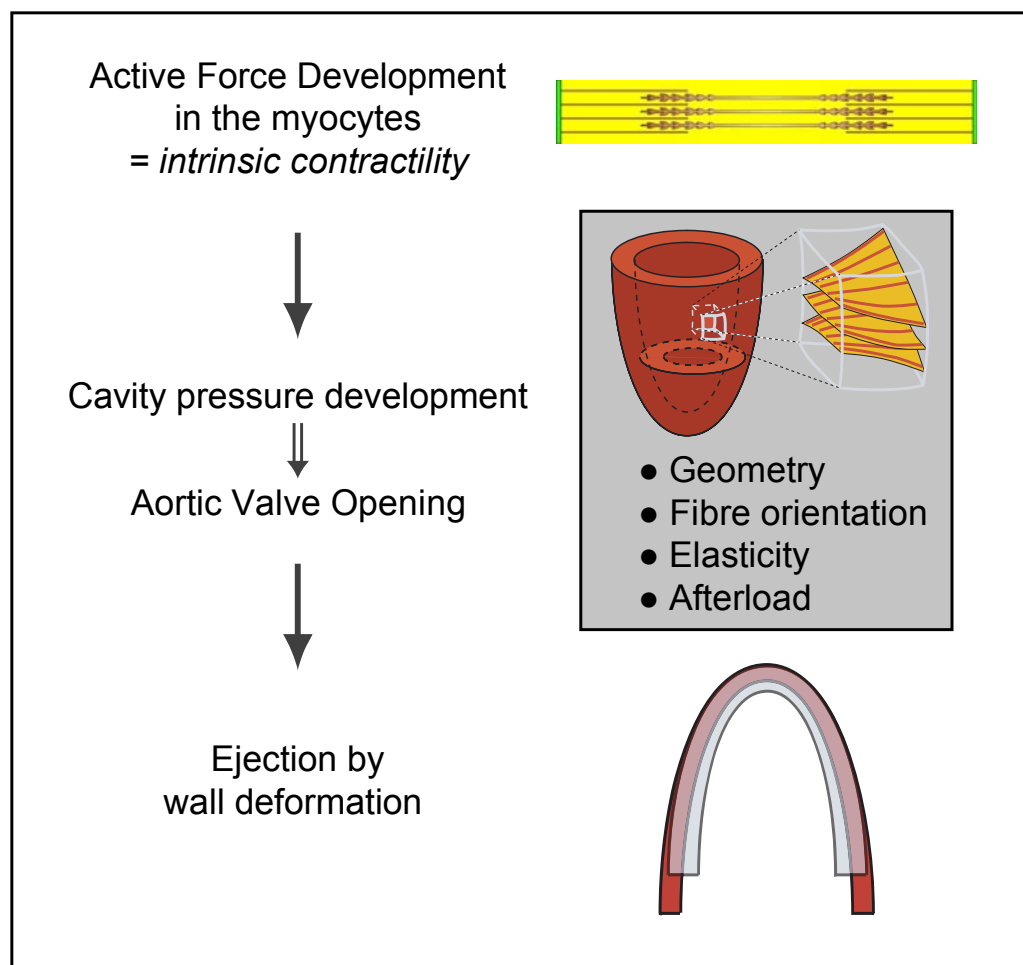 Active Force Development
in the myocytes
= intrinsic contractility
Cavity pressure development
Aortic Valve Opening
● Geometry
● Fibre orientation
● Elasticity
● Afterload
Ejection by
wall deformation